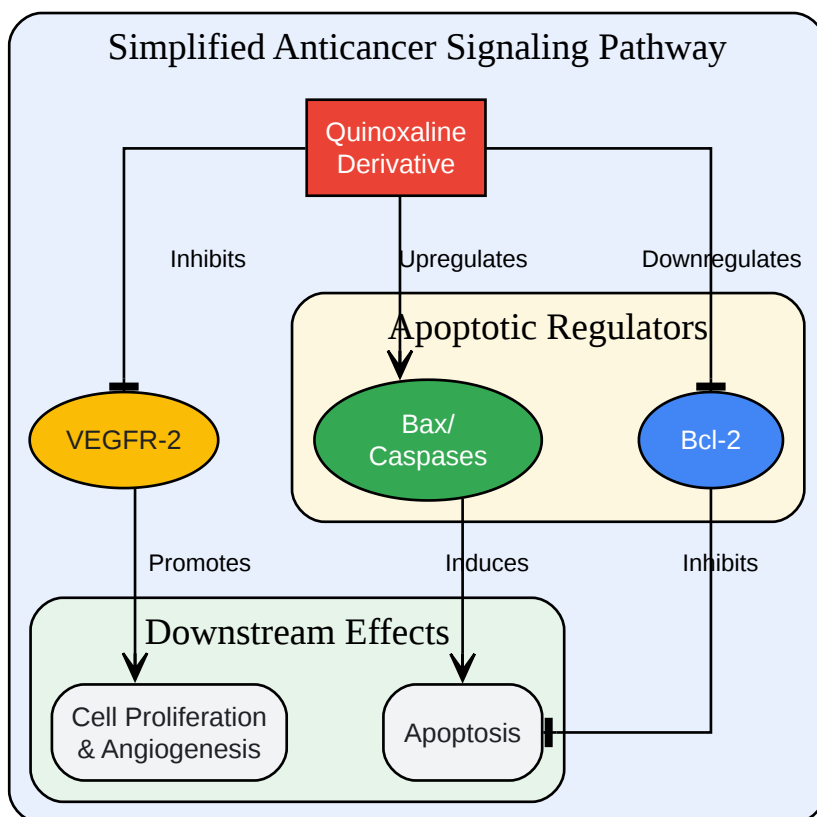 Simplified Anticancer Signaling Pathway
Quinoxaline
Derivative
Inhibits
Upregulates
Downregulates
Apoptotic Regulators
VEGFR-2
Bax/
Caspases
Bcl-2
Promotes
Induces
Inhibits
Downstream Effects
Cell Proliferation
& Angiogenesis
Apoptosis